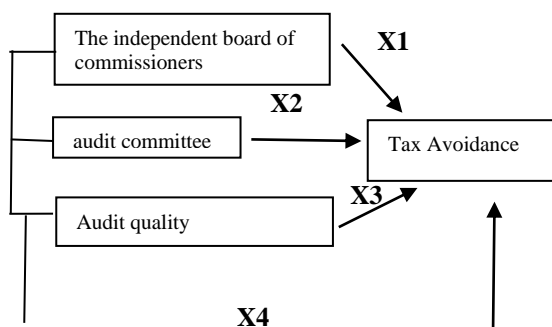 The independent board of
commissioners
X1
X2
audit committee
Tax Avoidance
X3
Audit quality
X4